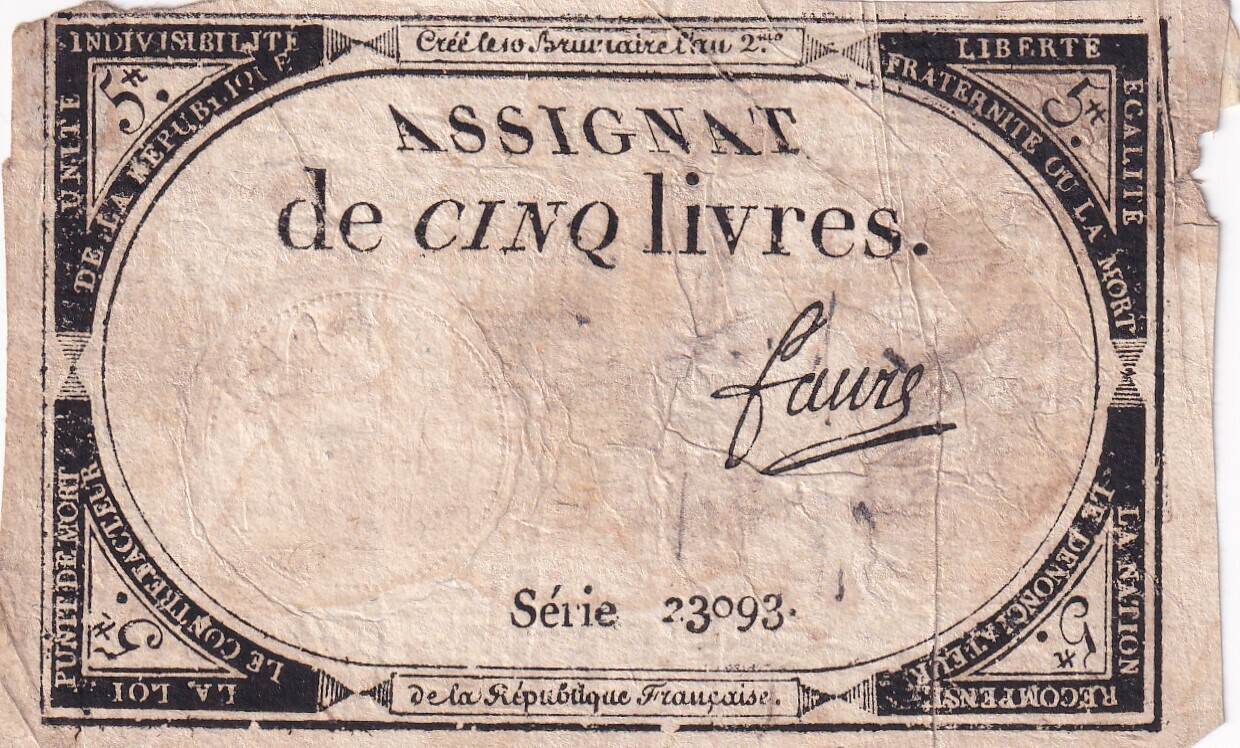 INDIVISIBILITÉ
UNITÉ
DE LA RÉPUBLIQUE
5₶.
Créé le 10 Brumaire l'an 2.me
LIBERTÉ
ÉGALITÉ
FRATERNITÉ OU LA MORT
5₶.
ASSIGNAT
de CINQ livres.
faure
Série 23093.
PUNIT DE MORT
LA LOI
LE CONTREFACTEUR
5₶.
de la République Française.
LA NATION
RECOMPENSE
LE DENONCIATEUR
5₶.